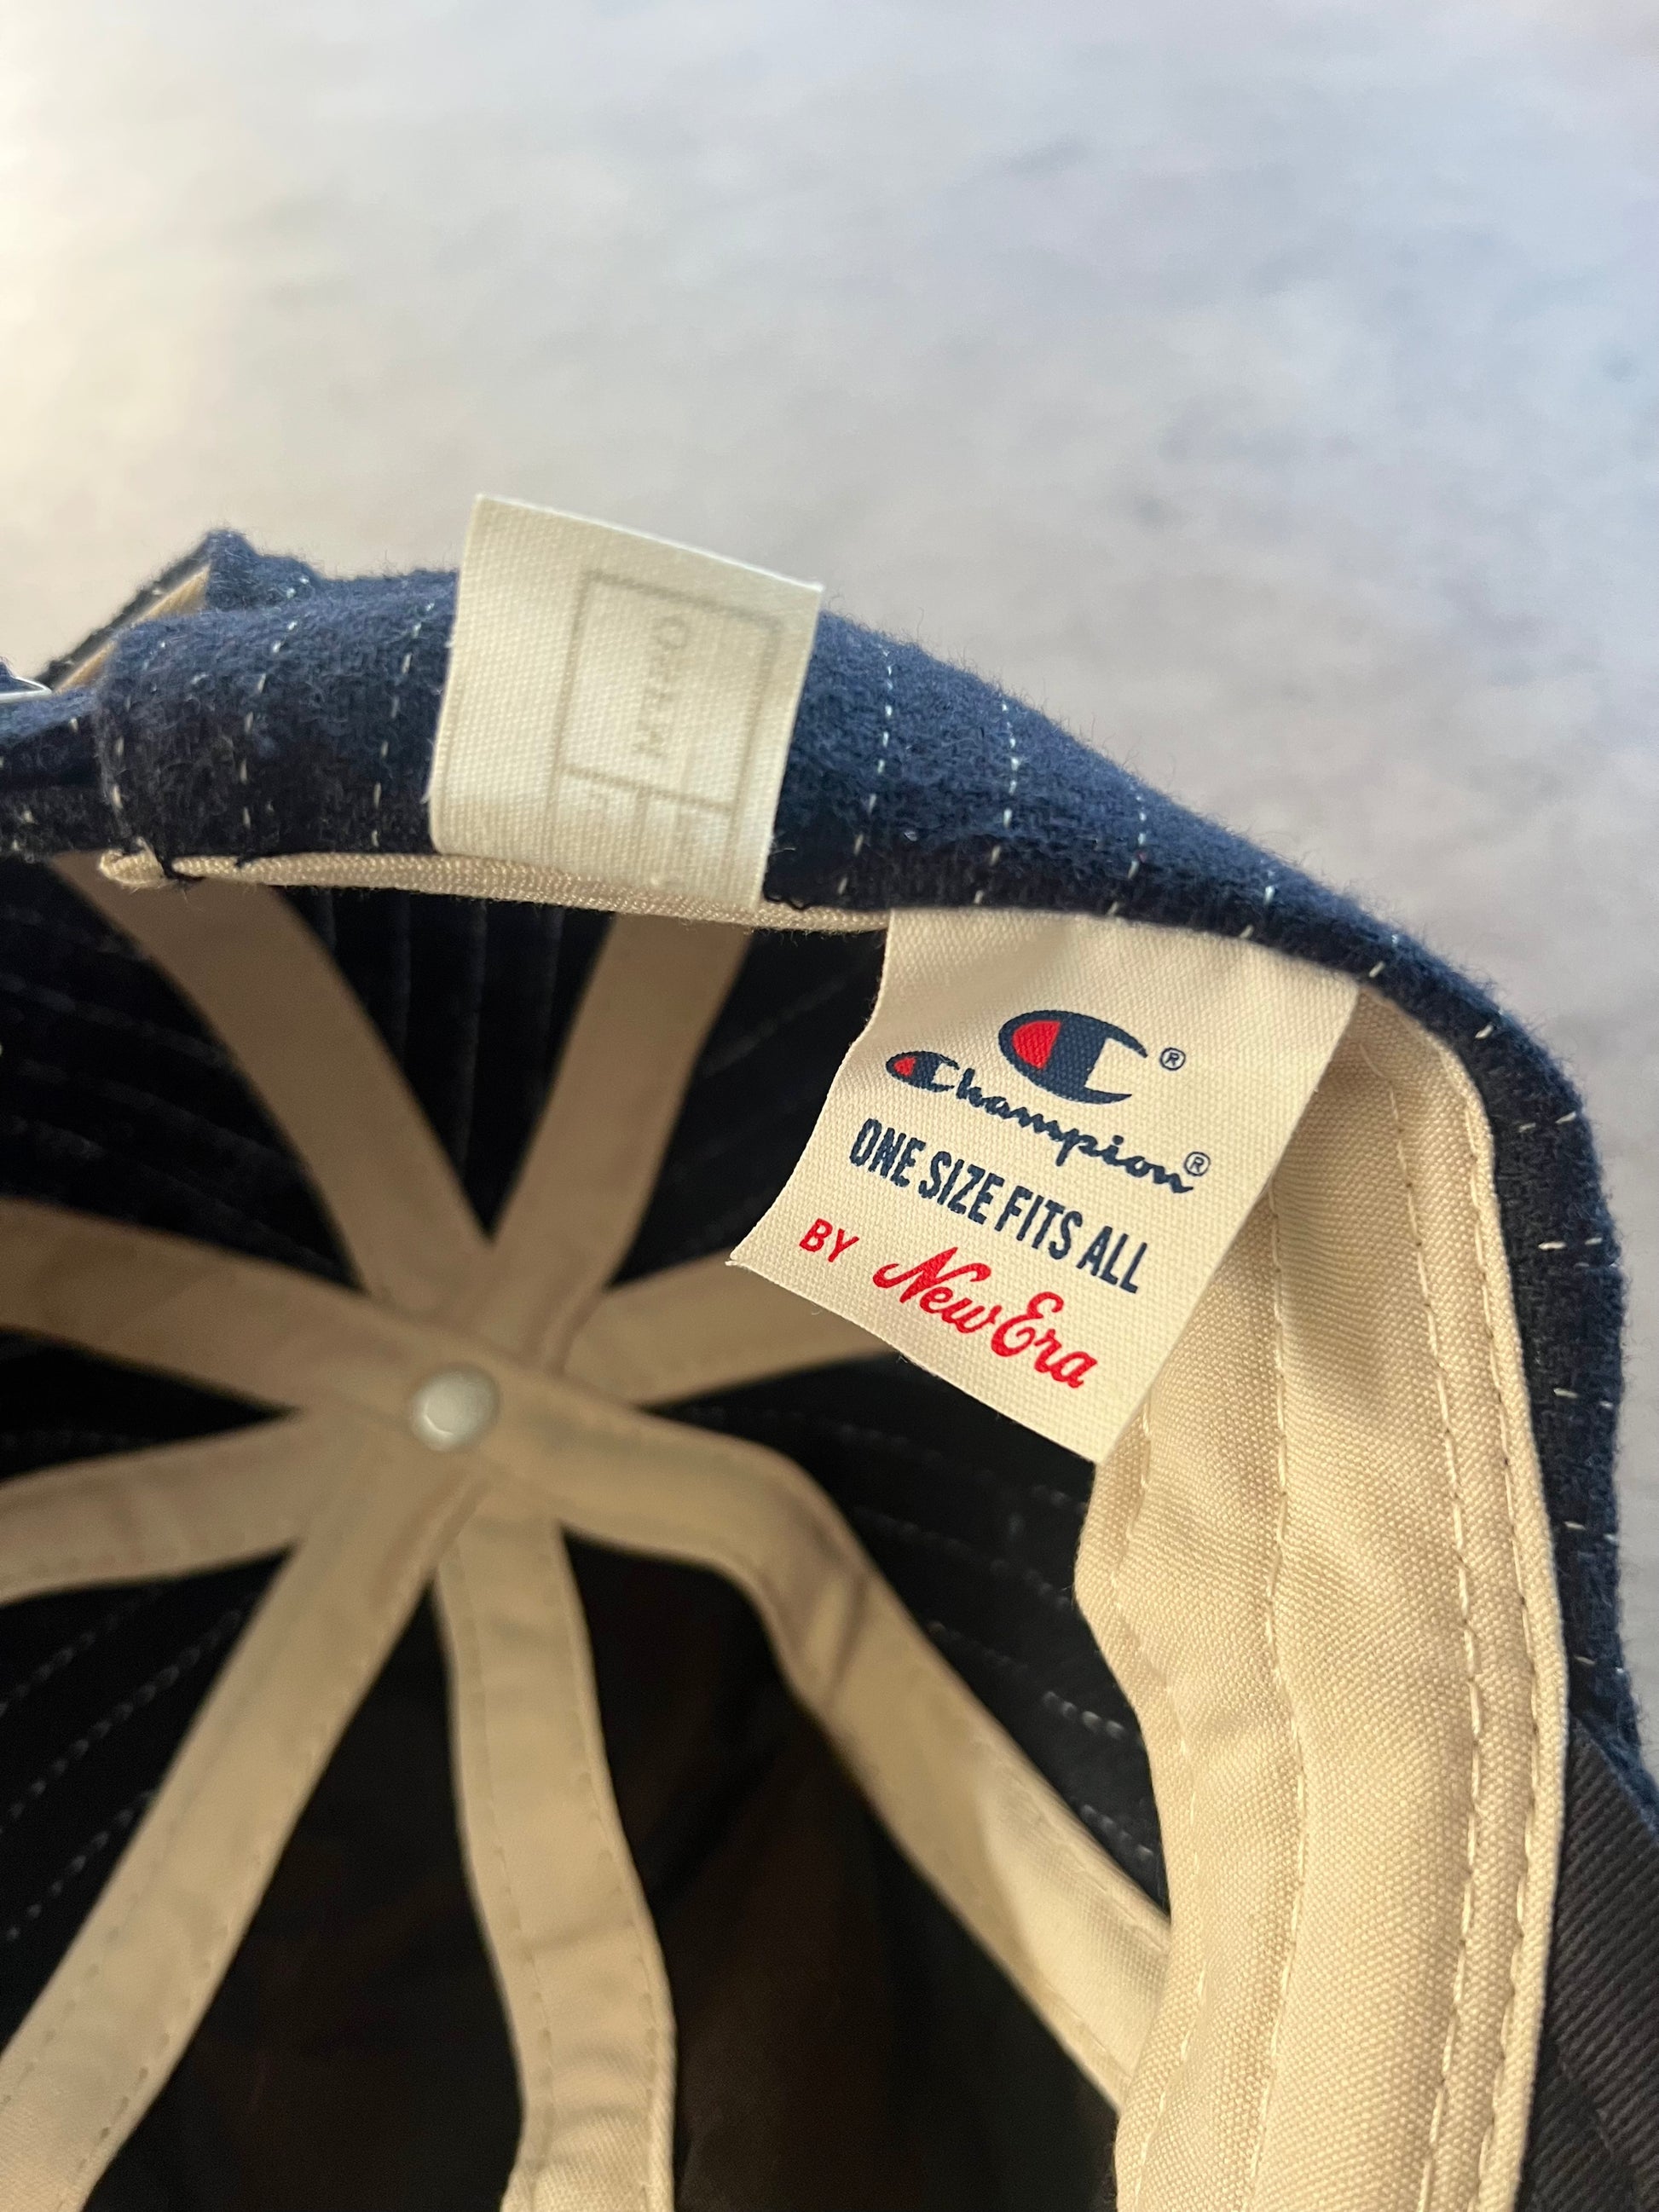 C®
Champion®
ONE SIZE FITS ALL
BY New Era